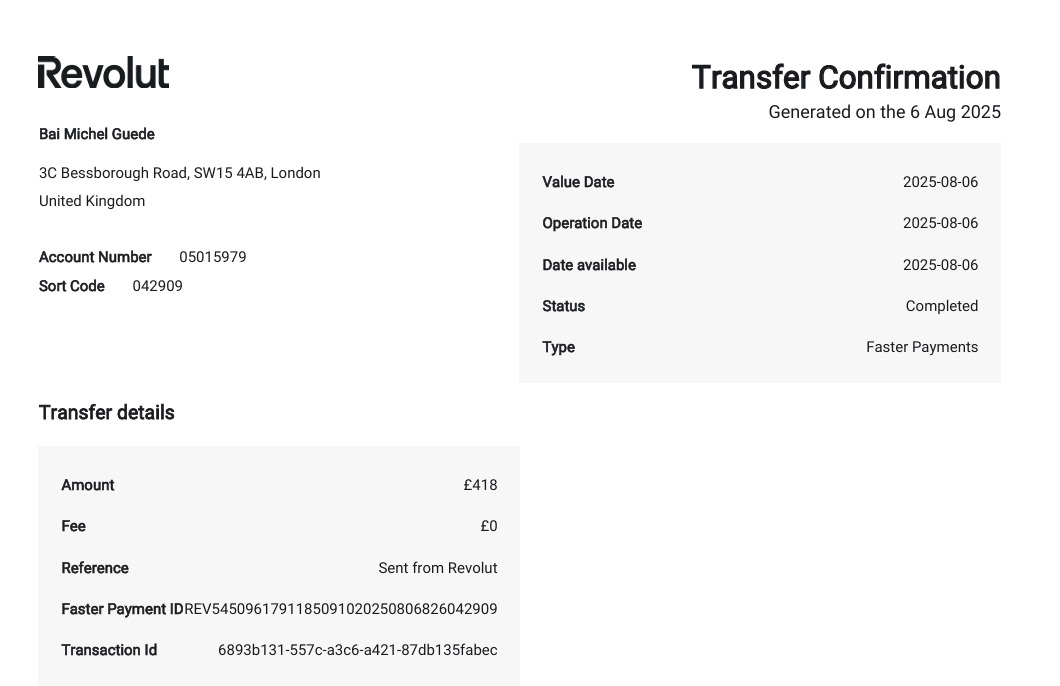 Revolut
Transfer Confirmation
Generated on the 6 Aug 2025
Bai Michel Guede
3C Bessborough Road, SW15 4AB, London
United Kingdom
Account Number 05015979
Sort Code 042909
Value Date 2025-08-06
Operation Date 2025-08-06
Date available 2025-08-06
Status Completed
Type Faster Payments
Transfer details
Amount £418
Fee £0
Reference Sent from Revolut
Faster Payment IDREV54509617911850910202508068​26042909
Transaction Id 6893b131-557c-a3c6-a421-87db135fabec